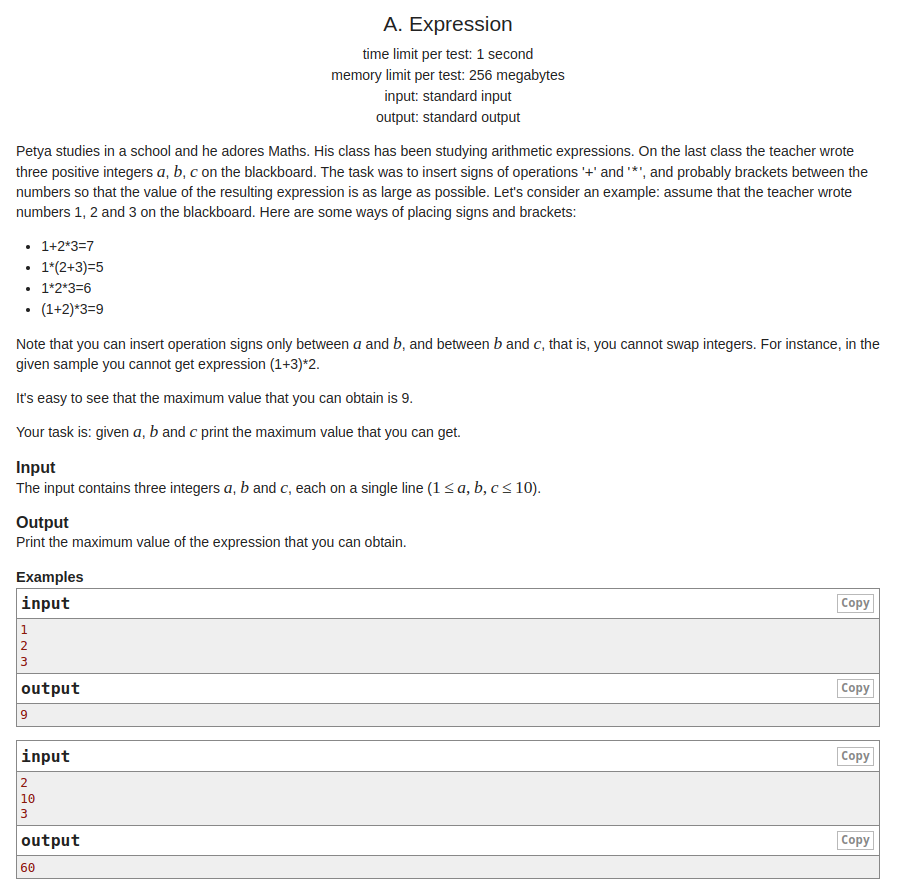 A. Expression
time limit per test: 1 second
memory limit per test: 256 megabytes
input: standard input
output: standard output
Petya studies in a school and he adores Maths. His class has been studying arithmetic expressions. On the last class the teacher wrote
three positive integers a, b, c on the blackboard. The task was to insert signs of operations '+' and '*', and probably brackets between the
numbers so that the value of the resulting expression is as large as possible. Let's consider an example: assume that the teacher wrote
numbers 1, 2 and 3 on the blackboard. Here are some ways of placing signs and brackets:
• 1+2*3=7
• 1*(2+3)=5
• 1*2*3=6
• (1+2)*3=9
Note that you can insert operation signs only between a and b, and between b and c, that is, you cannot swap integers. For instance, in the
given sample you cannot get expression (1+3)*2.
It's easy to see that the maximum value that you can obtain is 9.
Your task is: given a, b and c print the maximum value that you can get.
Input
The input contains three integers a, b and c, each on a single line (1 ≤ a, b, c ≤ 10).
Output
Print the maximum value of the expression that you can obtain.
Examples
input Copy
1
2
3
output Copy
9
input Copy
2
10
3
output Copy
60